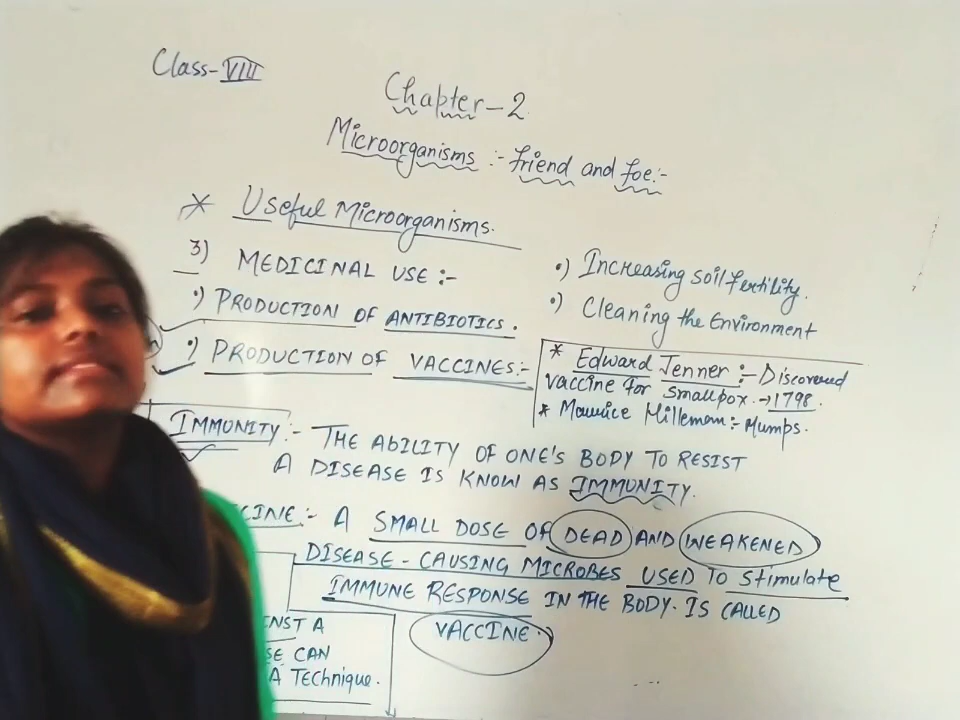 Class-VIII
Chapter-2
Microorganisms :- friend and foe:-
* Useful Microorganisms.
3) MEDICINAL USE :-
•) PRODUCTION OF ANTIBIOTICS.
•) PRODUCTION OF VACCINES:-
•) Increasing soil fertility.
•) Cleaning the Environment
* Edward Jenner:- Discovered
vaccine for smallpox. → 1798.
* Maurice Hilleman:- Mumps.
IMMUNITY:- THE ABILITY OF ONE'S BODY TO RESIST
A DISEASE IS KNOW AS IMMUNITY.
CINE:- A SMALL DOSE OF DEAD AND WEAKENED
DISEASE-CAUSING MICROBES USED TO Stimulate
IMMUNE RESPONSE IN THE BODY. IS CALLED
VACCINE.
INST A
SE CAN
A Technique.